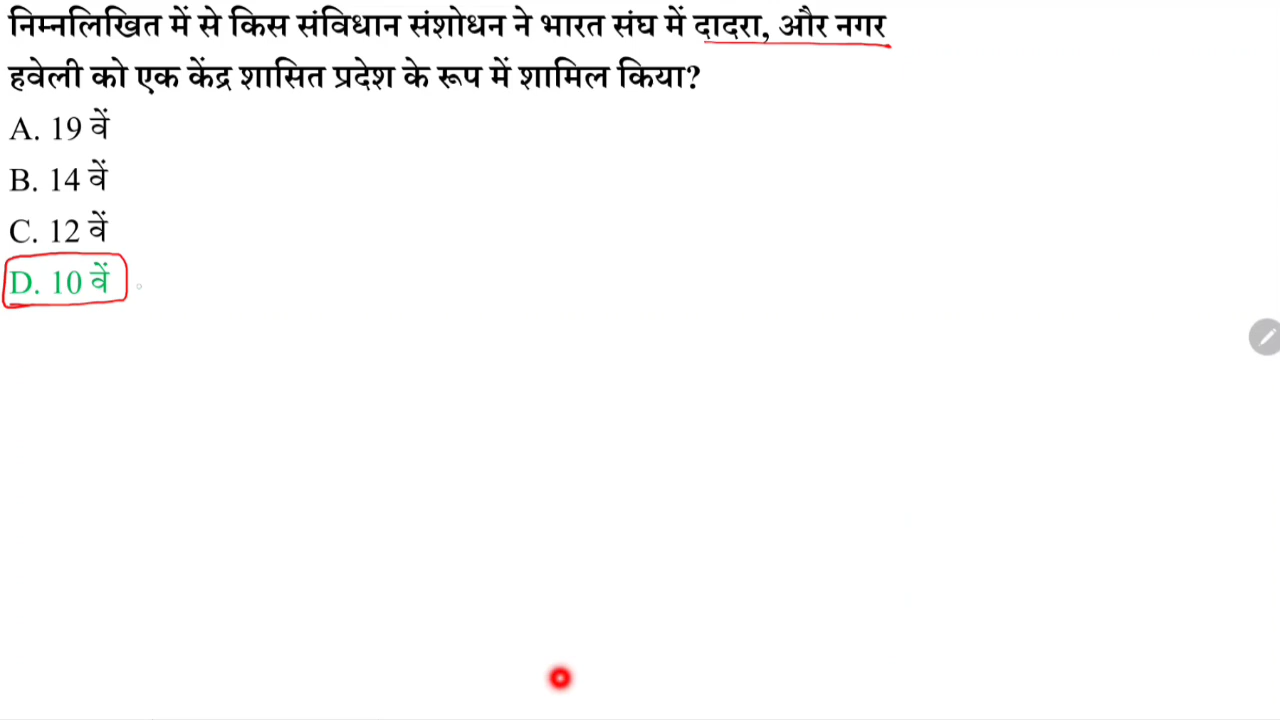 निम्नलिखित में से किस संविधान संशोधन ने भारत संघ में दादरा, और नगर
हवेली को एक केंद्र शासित प्रदेश के रूप में शामिल किया?
A. 19 वें
B. 14 वें
C. 12 वें
D. 10 वें